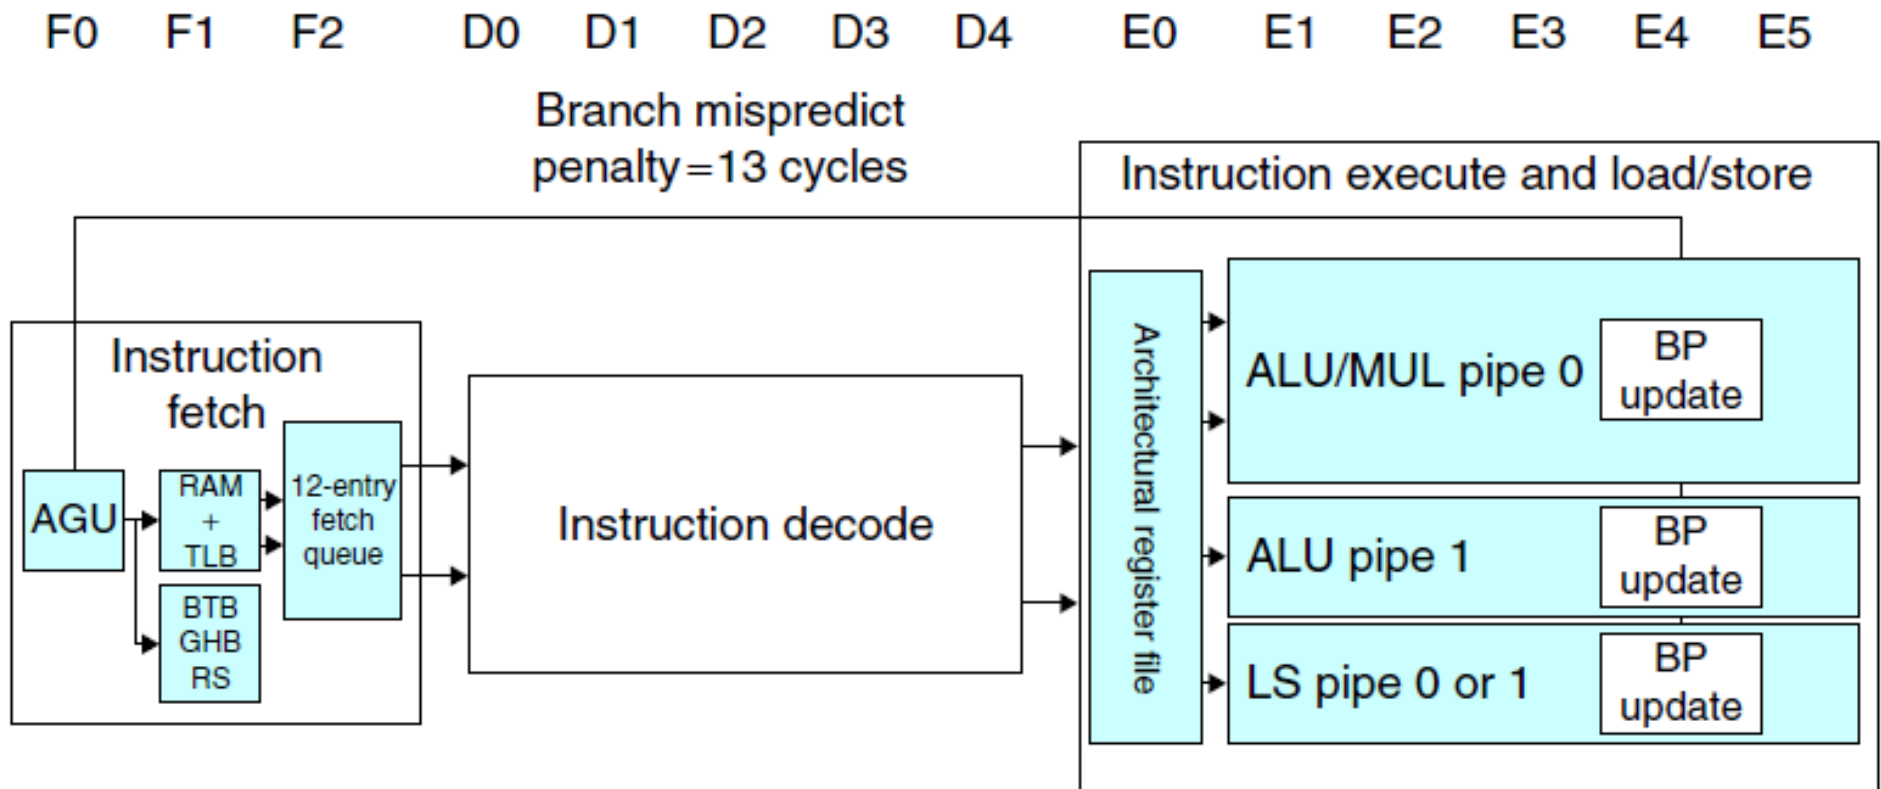 F0 F1 F2 D0 D1 D2 D3 D4 E0 E1 E2 E3 E4 E5
Branch mispredict
penalty=13 cycles
Instruction execute and load/store
Instruction
fetch
AGU
RAM
+
TLB
BTB
GHB
RS
12-entry
fetch
queue
Instruction decode
Architectural register file
ALU/MUL pipe 0
BP
update
ALU pipe 1
BP
update
LS pipe 0 or 1
BP
update